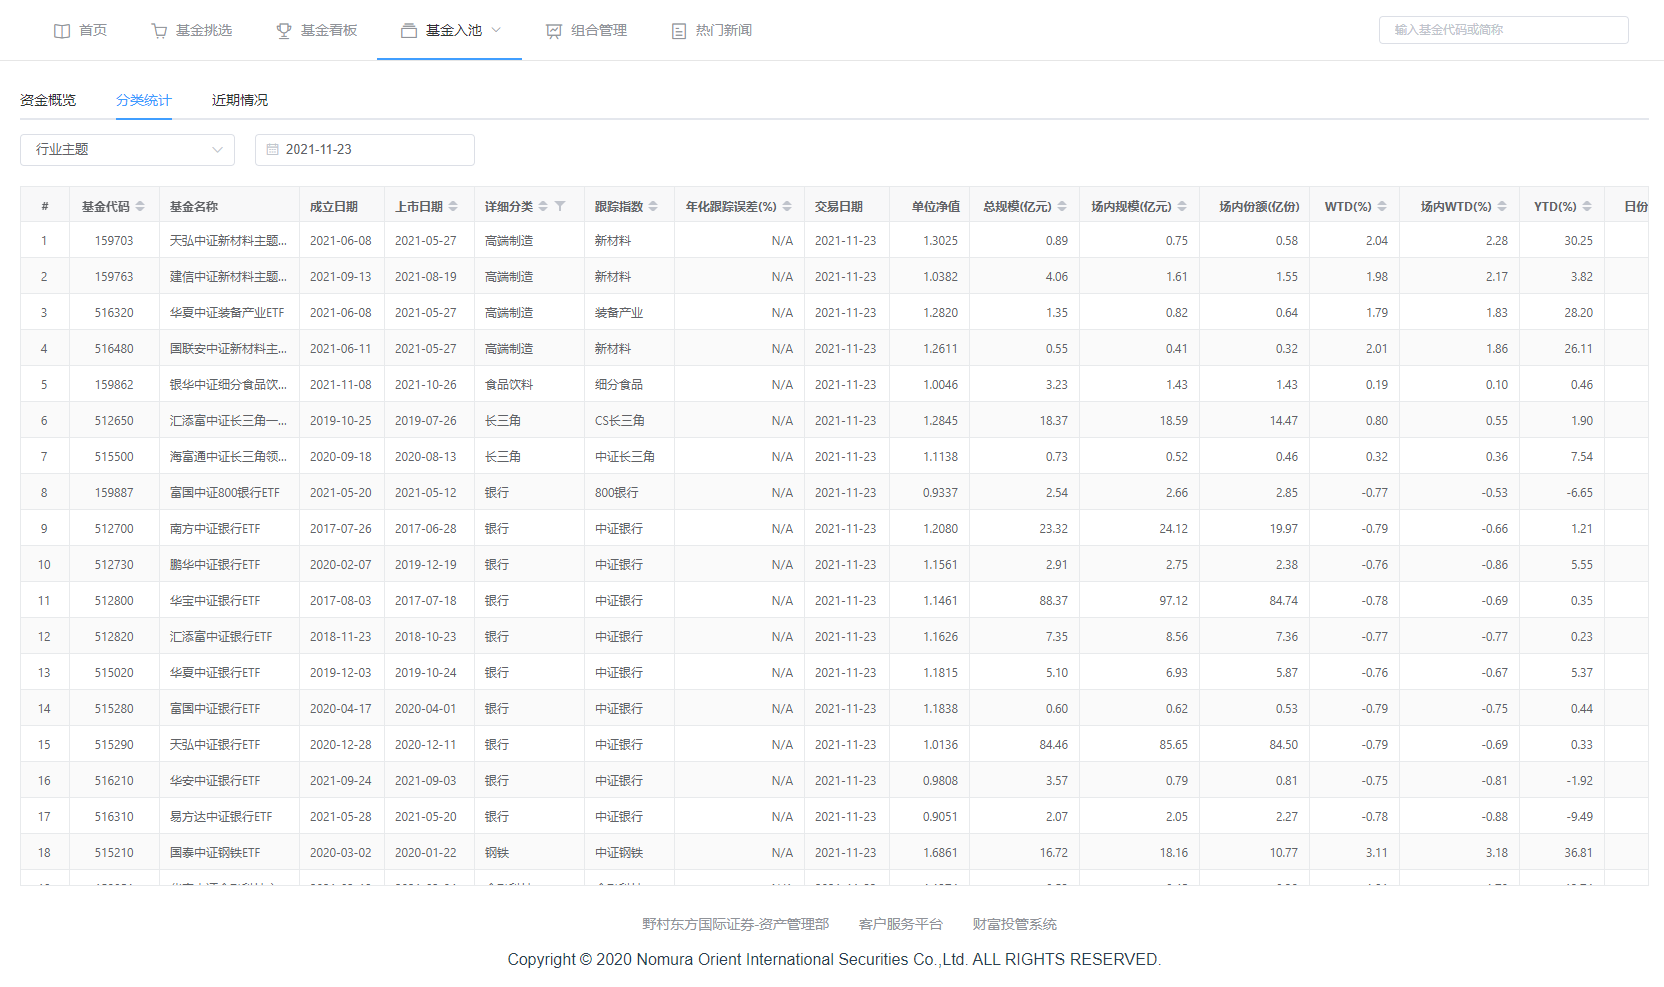 首页 基金挑选 基金看板 基金入池 组合管理 热门新闻 输入基金代码或简称
资金概览 分类统计 近期情况
行业主题 2021-11-23
# 基金代码 基金名称 成立日期 上市日期 详细分类 跟踪指数 年化跟踪误差(%) 交易日期 单位净值 总规模(亿元) 场内规模(亿元) 场内份额(亿份) WTD(%) 场内WTD(%) YTD(%) 日份
1 159703 天弘中证新材料主题... 2021-06-08 2021-05-27 高端制造 新材料 N/A 2021-11-23 1.3025 0.89 0.75 0.58 2.04 2.28 30.25
2 159763 建信中证新材料主题... 2021-09-13 2021-08-19 高端制造 新材料 N/A 2021-11-23 1.0382 4.06 1.61 1.55 1.98 2.17 3.82
3 516320 华夏中证装备产业ETF 2021-06-08 2021-05-27 高端制造 装备产业 N/A 2021-11-23 1.2820 1.35 0.82 0.64 1.79 1.83 28.20
4 516480 国联安中证新材料主... 2021-06-11 2021-05-27 高端制造 新材料 N/A 2021-11-23 1.2611 0.55 0.41 0.32 2.01 1.86 26.11
5 159862 银华中证细分食品饮... 2021-11-08 2021-10-26 食品饮料 细分食品 N/A 2021-11-23 1.0046 3.23 1.43 1.43 0.19 0.10 0.46
6 512650 汇添富中证长三角一... 2019-10-25 2019-07-26 长三角 CS长三角 N/A 2021-11-23 1.2845 18.37 18.59 14.47 0.80 0.55 1.90
7 515500 海富通中证长三角领... 2020-09-18 2020-08-13 长三角 中证长三角 N/A 2021-11-23 1.1138 0.73 0.52 0.46 0.32 0.36 7.54
8 159887 富国中证800银行ETF 2021-05-20 2021-05-12 银行 800银行 N/A 2021-11-23 0.9337 2.54 2.66 2.85 -0.77 -0.53 -6.65
9 512700 南方中证银行ETF 2017-07-26 2017-06-28 银行 中证银行 N/A 2021-11-23 1.2080 23.32 24.12 19.97 -0.79 -0.66 1.21
10 512730 鹏华中证银行ETF 2020-02-07 2019-12-19 银行 中证银行 N/A 2021-11-23 1.1561 2.91 2.75 2.38 -0.76 -0.86 5.55
11 512800 华宝中证银行ETF 2017-08-03 2017-07-18 银行 中证银行 N/A 2021-11-23 1.1461 88.37 97.12 84.74 -0.78 -0.69 0.35
12 512820 汇添富中证银行ETF 2018-11-23 2018-10-23 银行 中证银行 N/A 2021-11-23 1.1626 7.35 8.56 7.36 -0.77 -0.77 0.23
13 515020 华夏中证银行ETF 2019-12-03 2019-10-24 银行 中证银行 N/A 2021-11-23 1.1815 5.10 6.93 5.87 -0.76 -0.67 5.37
14 515280 富国中证银行ETF 2020-04-17 2020-04-01 银行 中证银行 N/A 2021-11-23 1.1838 0.60 0.62 0.53 -0.79 -0.75 0.44
15 515290 天弘中证银行ETF 2020-12-28 2020-12-11 银行 中证银行 N/A 2021-11-23 1.0136 84.46 85.65 84.50 -0.79 -0.69 0.33
16 516210 华安中证银行ETF 2021-09-24 2021-09-03 银行 中证银行 N/A 2021-11-23 0.9808 3.57 0.79 0.81 -0.75 -0.81 -1.92
17 516310 易方达中证银行ETF 2021-05-28 2021-05-20 银行 中证银行 N/A 2021-11-23 0.9051 2.07 2.05 2.27 -0.78 -0.88 -9.49
18 515210 国泰中证钢铁ETF 2020-03-02 2020-01-22 钢铁 中证钢铁 N/A 2021-11-23 1.6861 16.72 18.16 10.77 3.11 3.18 36.81
野村东方国际证券-资产管理部 客户服务平台 财富投管系统
Copyright © 2020 Nomura Orient International Securities Co.,Ltd. ALL RIGHTS RESERVED.